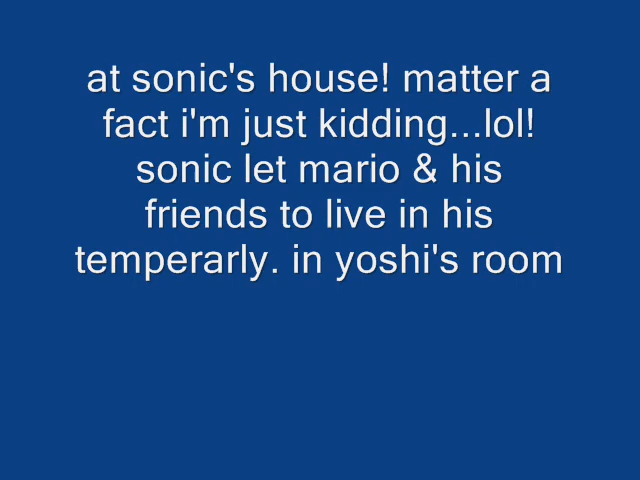 at sonic's house! matter a
fact i'm just kidding...lol!
sonic let mario & his
friends to live in his
temperarly. in yoshi's room